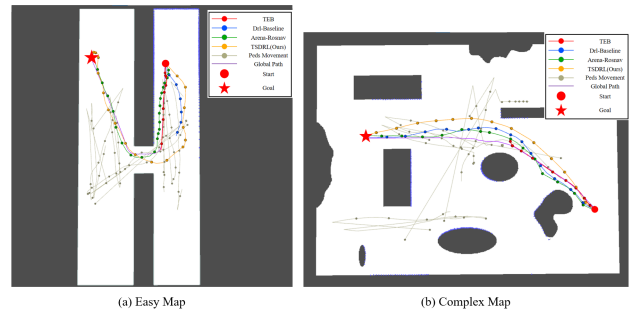 TEB
Drl-Baseline
Arena-Rosnav
TSDRL(Ours)
Peds Movement
Global Path
Start
Goal
TEB
Drl-Baseline
Arena-Rosnav
TSDRL(Ours)
Peds Movement
Global Path
Start
Goal
(a) Easy Map
(b) Complex Map